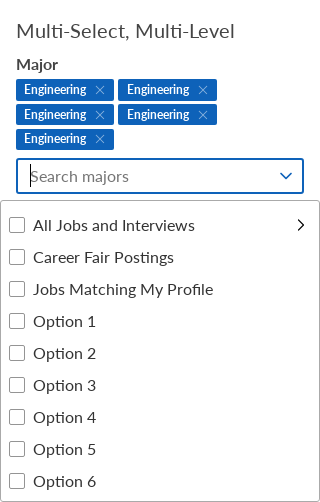 Multi-Select, Multi-Level
Major
Engineering Engineering
Engineering Engineering
Engineering
Search majors
All Jobs and Interviews
Career Fair Postings
Jobs Matching My Profile
Option 1
Option 2
Option 3
Option 4
Option 5
Option 6